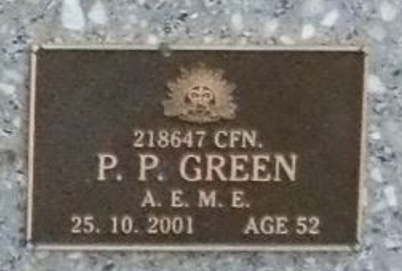 218647 CFN.
P. P. GREEN
A. E. M. E.
25. 10. 2001 AGE 52